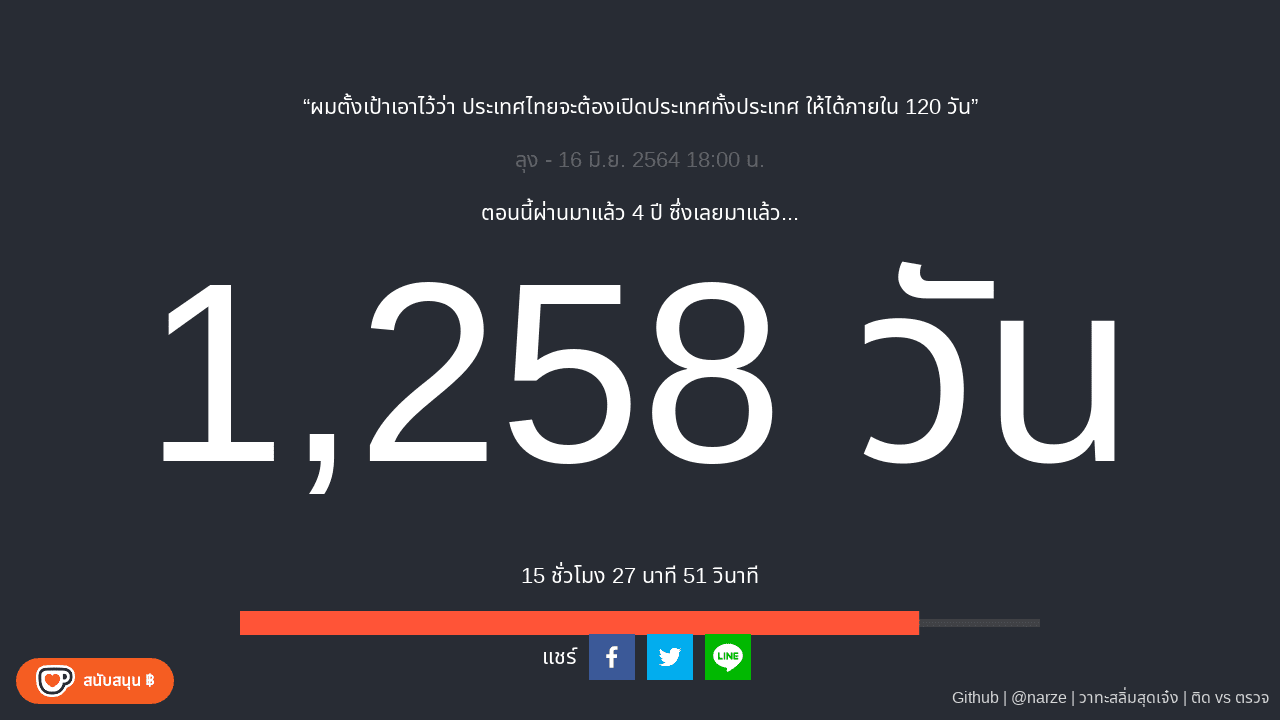 “ผมตั้งเป้าเอาไว้ว่า ประเทศไทยจะต้องเปิดประเทศทั้งประเทศ ให้ได้ภายใน 120 วัน”
ลุง - 16 มิ.ย. 2564 18:00 น.
ตอนนี้ผ่านมาแล้ว 4 ปี ซึ่งเลยมาแล้ว...
1,258 วัน
15 ชั่วโมง 27 นาที 51 วินาที
แชร์
LINE
สนับสนุน ฿
Github | @narze | วาทะสลิ่มสุดเจ๋ง | ติด vs ตรวจ